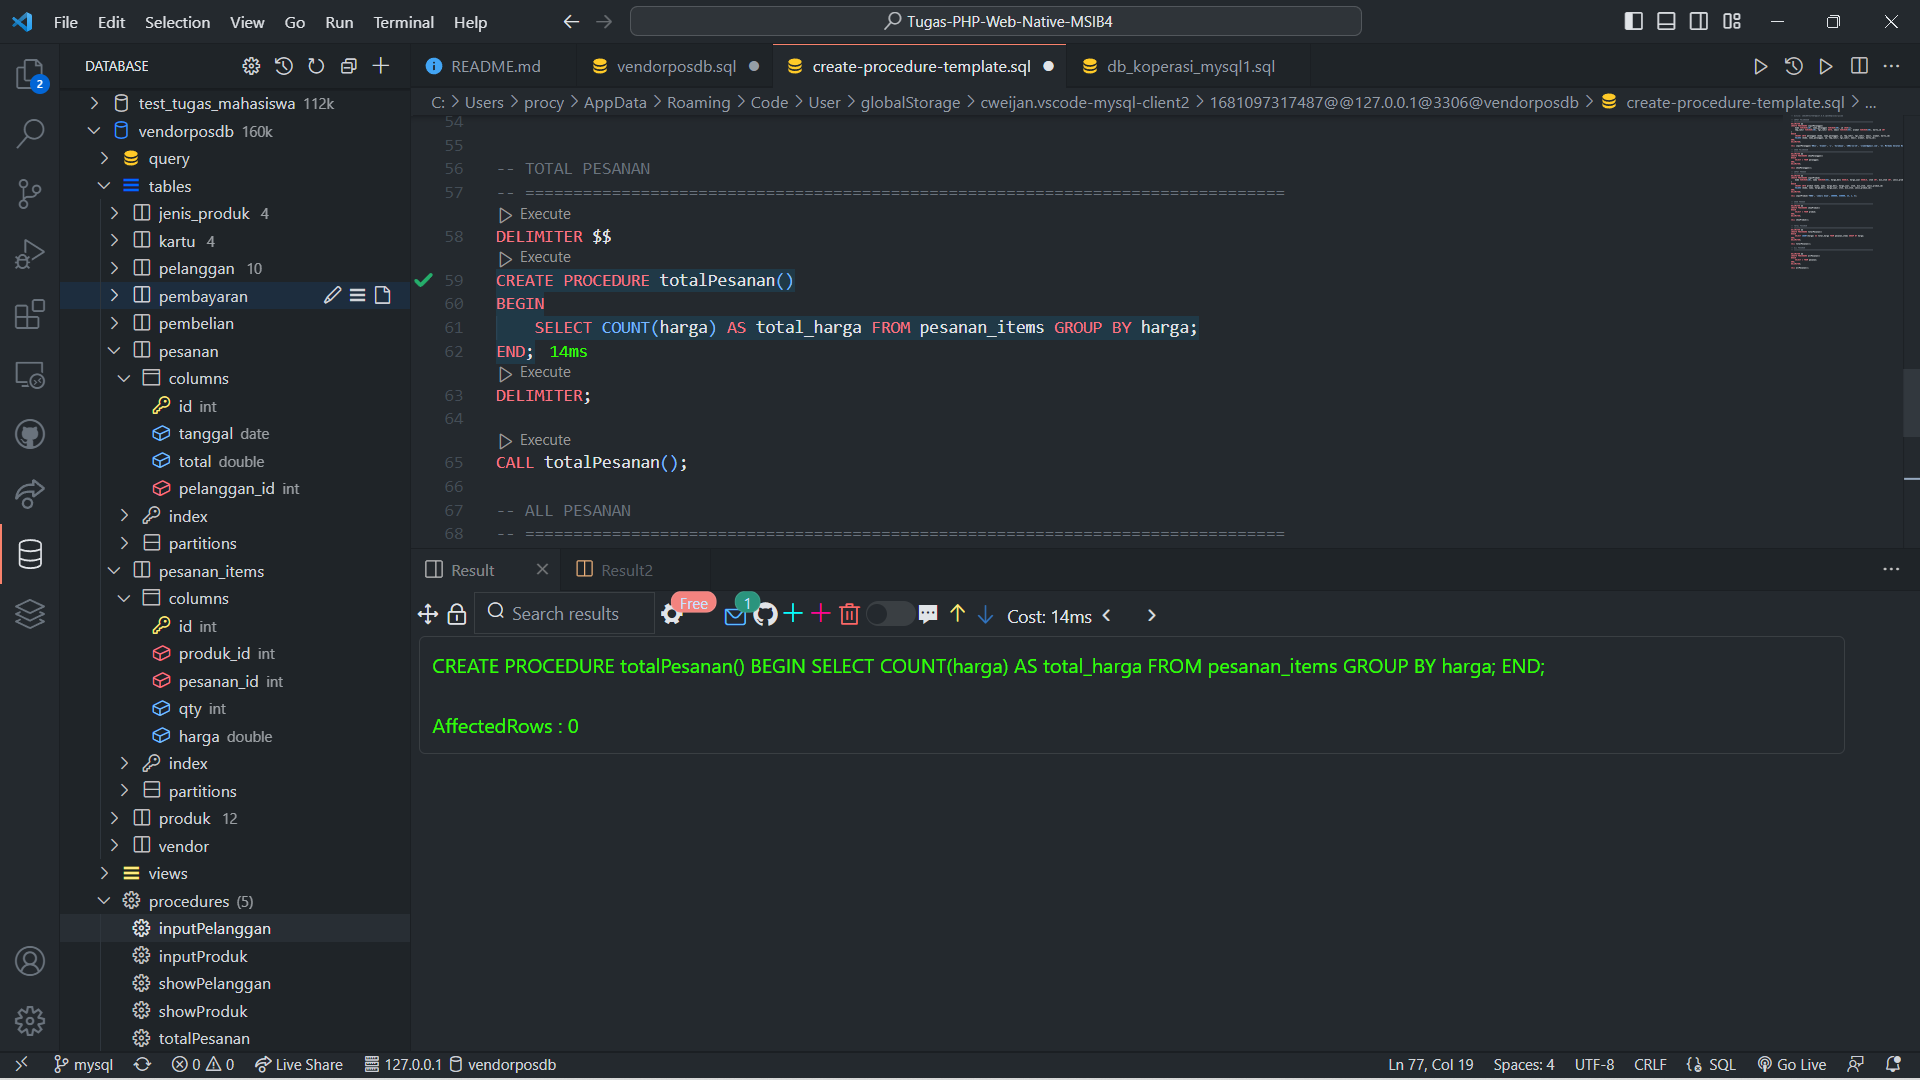 File Edit Selection View Go Run Terminal Help
Tugas-PHP-Web-Native-MSIB4
2
DATABASE
test_tugas_mahasiswa 112k
vendorposdb 160k
query
tables
jenis_produk 4
kartu 4
pelanggan 10
pembayaran
pembelian
pesanan
columns
id int
tanggal date
total double
pelanggan_id int
index
partitions
pesanan_items
columns
id int
produk_id int
pesanan_id int
qty int
harga double
index
partitions
produk 12
vendor
views
procedures (5)
inputPelanggan
inputProduk
showPelanggan
showProduk
totalPesanan
README.md
vendorposdb.sql
create-procedure-template.sql
db_koperasi_mysql1.sql
C: > Users > procy > AppData > Roaming > Code > User > globalStorage > cweijan.vscode-mysql-client2 > 1681097317487@@127.0.0.1@3306@vendorposdb > create-procedure-template.sql > ...
54
55
56 -- TOTAL PESANAN
57 -- ===============================================================================
Execute
58 DELIMITER $$
Execute
59 CREATE PROCEDURE totalPesanan()
60 BEGIN
61 SELECT COUNT(harga) AS total_harga FROM pesanan_items GROUP BY harga;
62 END; 14ms
Execute
63 DELIMITER;
64
Execute
65 CALL totalPesanan();
66
67 -- ALL PESANAN
68 -- ===============================================================================
Result
Result2
Search results
Free
1
Cost: 14ms
CREATE PROCEDURE totalPesanan() BEGIN SELECT COUNT(harga) AS total_harga FROM pesanan_items GROUP BY harga; END;
AffectedRows : 0
mysql 0 0 Live Share 127.0.0.1 vendorposdb
Ln 77, Col 19 Spaces: 4 UTF-8 CRLF SQL Go Live